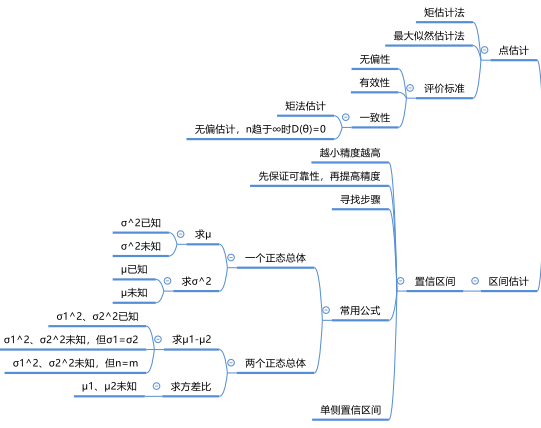 矩估计法
最大似然估计法
点估计
无偏性
有效性
评价标准
矩法估计
一致性
无偏估计，n趋于∞时D(θ)=0
越小精度越高
先保证可靠性，再提高精度
寻找步骤
σ^2已知
求μ
σ^2未知
一个正态总体
μ已知
求σ^2
μ未知
置信区间
区间估计
常用公式
σ1^2、σ2^2已知
σ1^2、σ2^2未知，但σ1=σ2
求μ1-μ2
σ1^2、σ2^2未知，但n=m
两个正态总体
μ1、μ2未知
求方差比
单侧置信区间